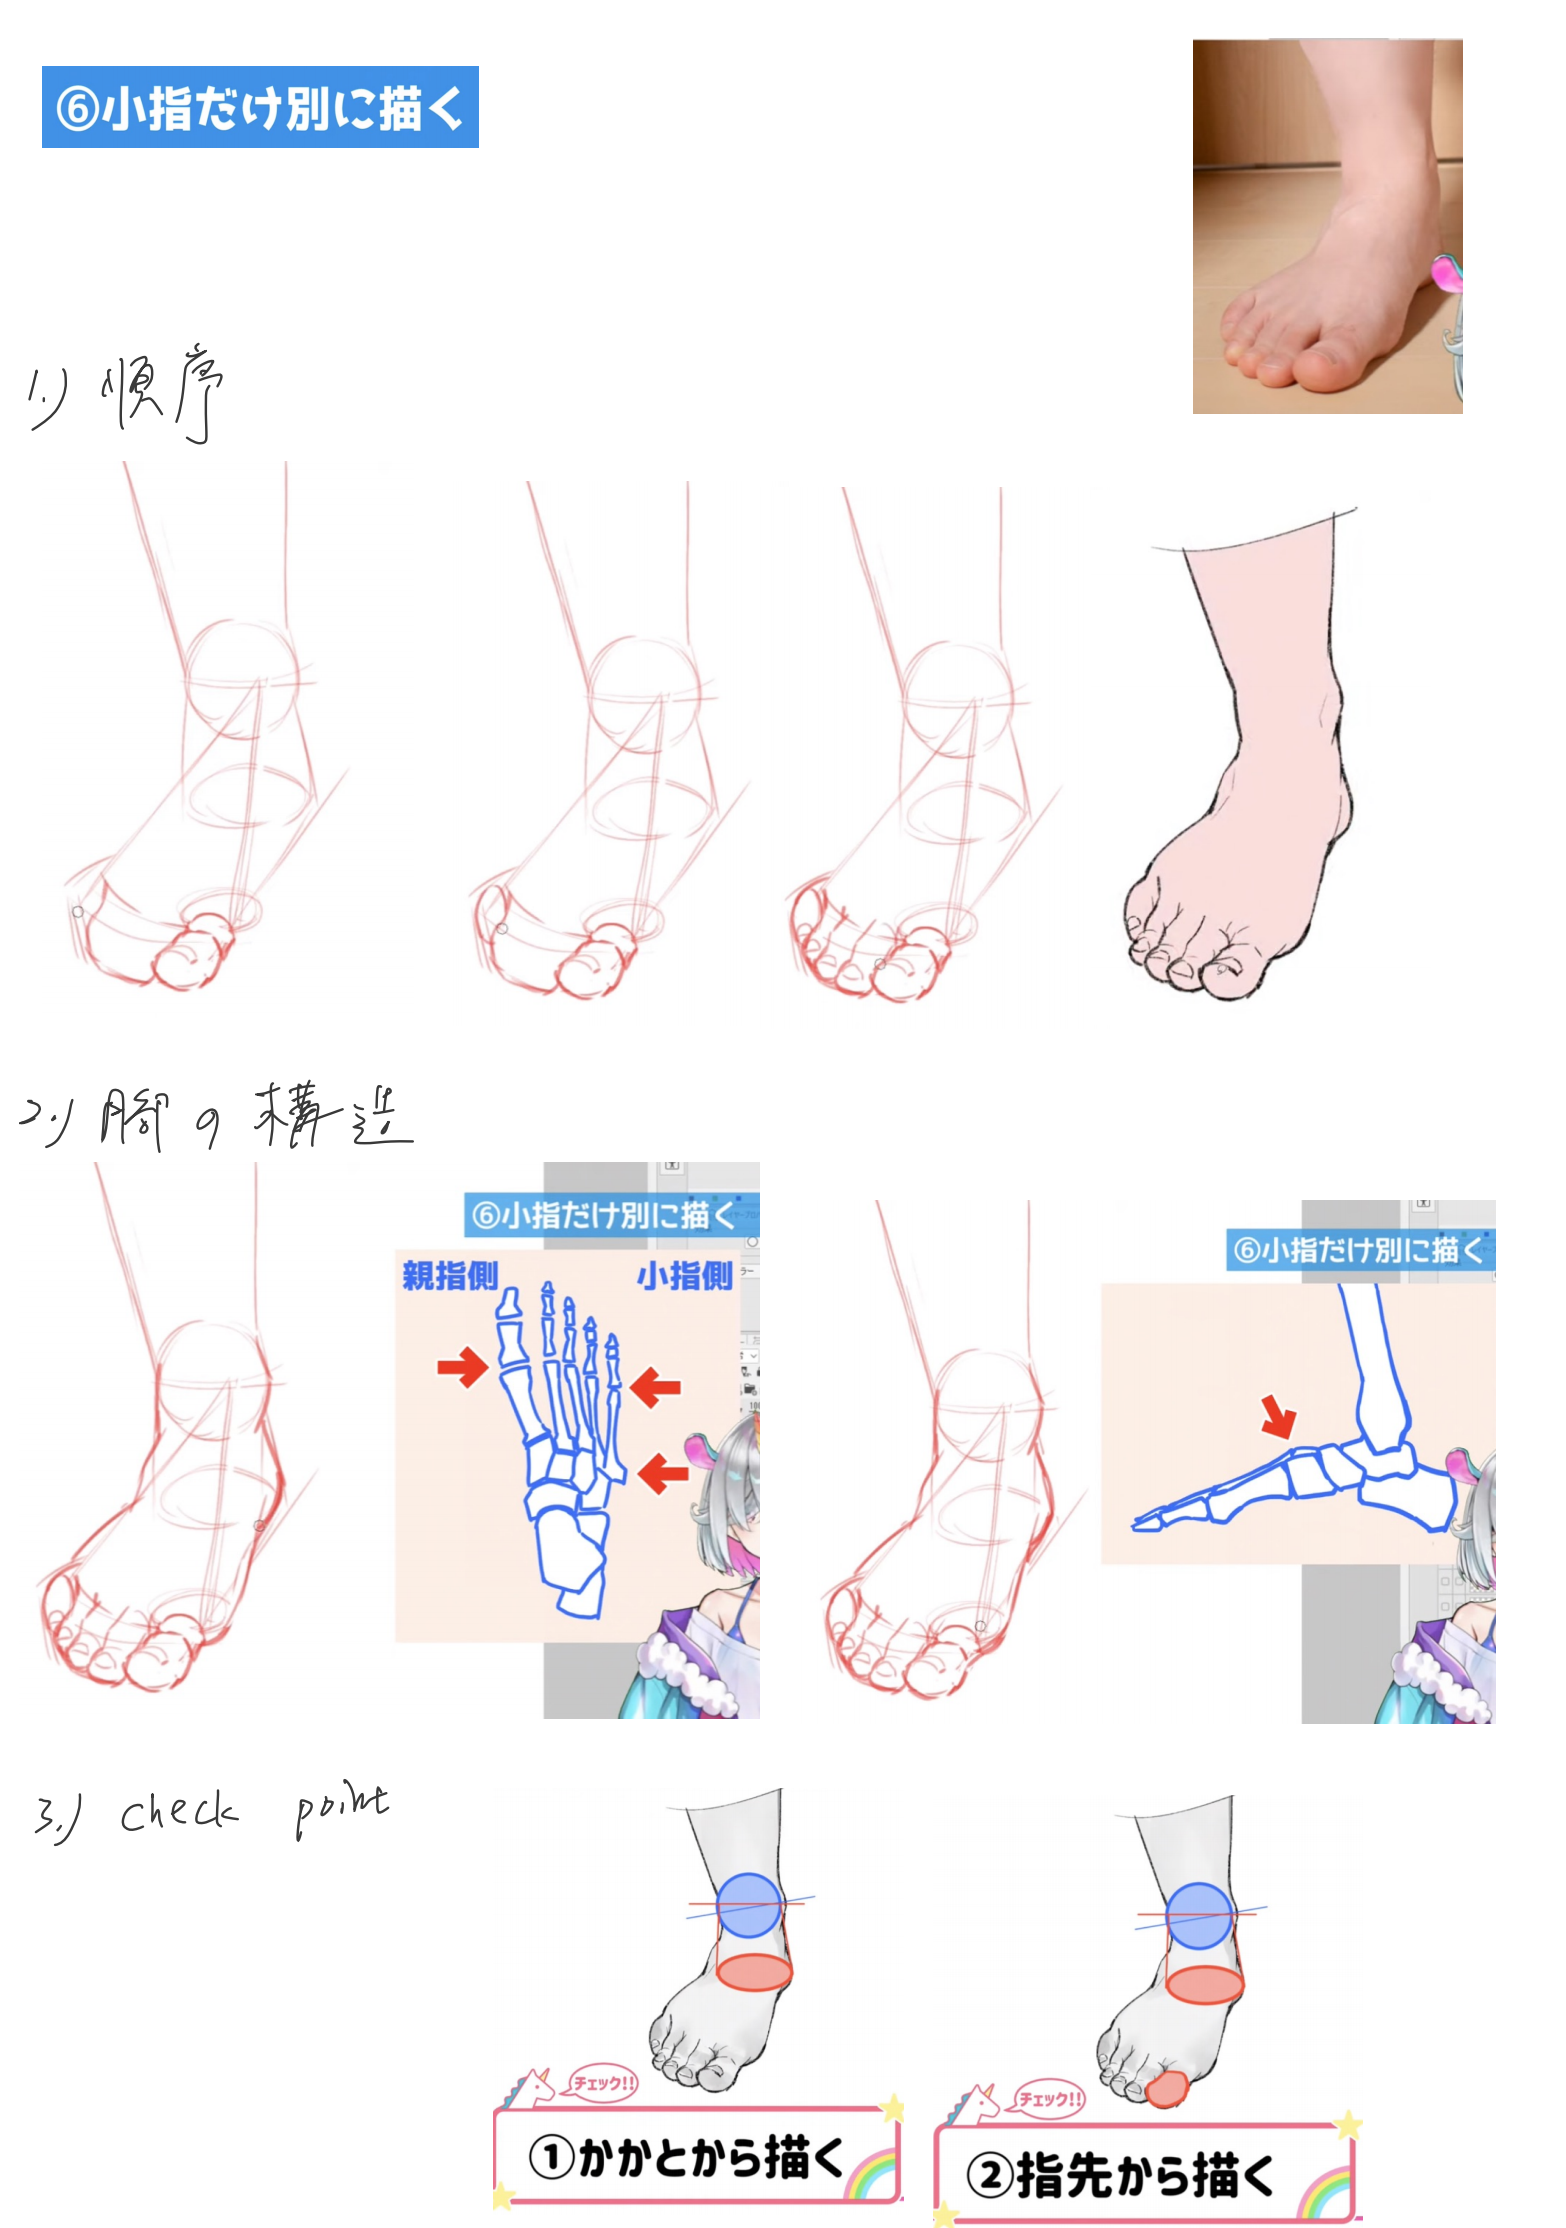 ⑥小指だけ別に描く
1.) 順序
2.) 腳の構造
⑥小指だけ別に描く
親指側
小指側
⑥小指だけ別に描く
3.) check point
チェック!!
①かかとから描く
チェック!!
②指先から描く